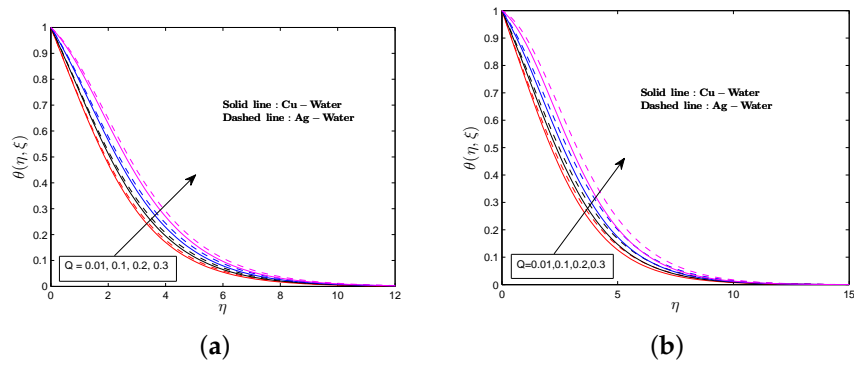 1
0.9
0.8
0.7
0.6
0.5
0.4
0.3
0.2
0.1
0
θ(η, ξ)
Solid line : Cu − Water
Dashed line : Ag − Water
Q = 0.01, 0.1, 0.2, 0.3
0 2 4 6 8 10 12
η
(a)
1
0.9
0.8
0.7
0.6
0.5
0.4
0.3
0.2
0.1
0
θ(η, ξ)
Solid line : Cu − Water
Dashed line : Ag − Water
Q=0.01,0.1,0.2,0.3
0 5 10 15
η
(b)